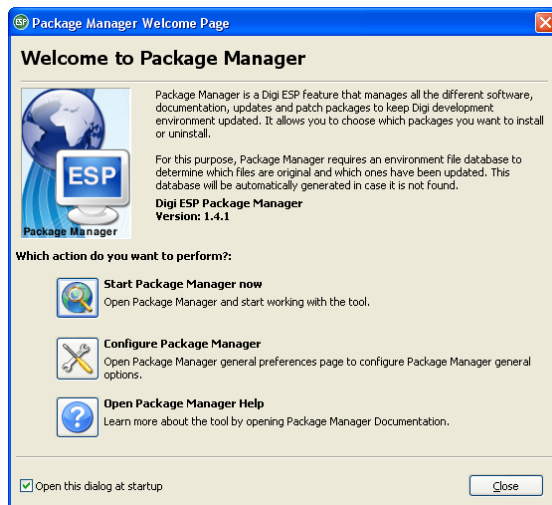 ESP Package Manager Welcome Page
Welcome to Package Manager
Package Manager is a Digi ESP feature that manages all the different software,
documentation, updates and patch packages to keep Digi development
environment updated. It allows you to choose which packages you want to install
or uninstall.
For this purpose, Package Manager requires an environment file database to
determine which files are original and which ones have been updated. This
database will be automatically generated in case it is not found.
Digi ESP Package Manager
Version: 1.4.1
ESP
Package Manager
Which action do you want to perform?:
Start Package Manager now
Open Package Manager and start working with the tool.
Configure Package Manager
Open Package Manager general preferences page to configure Package Manager general
options.
Open Package Manager Help
Learn more about the tool by opening Package Manager Documentation.
Open this dialog at startup
Close